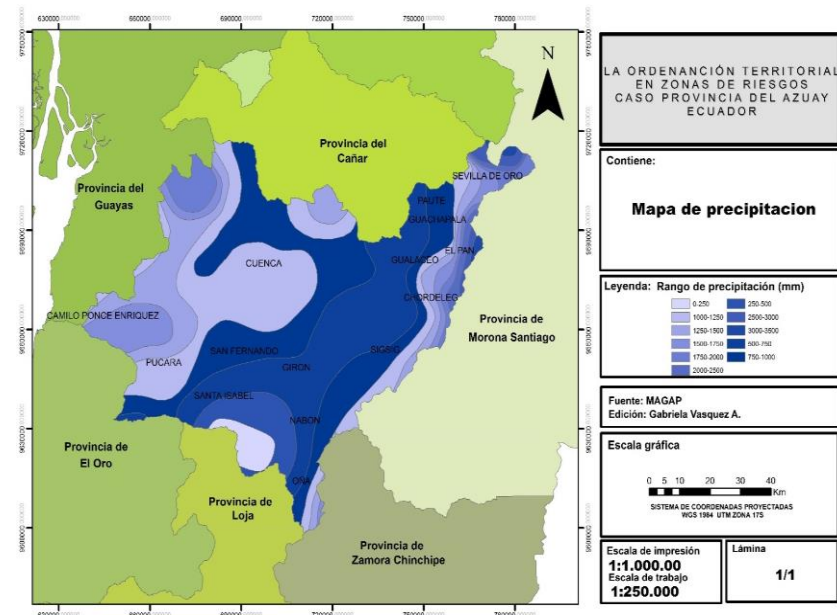 630000 660000 690000 720000 750000 780000
N
LA ORDENANCIÓN TERRITORIAL
EN ZONAS DE RIESGOS
CASO PROVINCIA DEL AZUAY
ECUADOR
Contiene:
Mapa de precipitacion
Leyenda: Rango de precipitación (mm)
0-250 250-500
1000-1250 2500-3000
1250-1500 3000-3500
1500-1750 500-750
1750-2000 750-1000
2000-2500
Fuente: MAGAP
Edición: Gabriela Vasquez A.
Escala gráfica
0 5 10 20 30 40
Km
SISTEMA DE COORDENADAS PROYECTADAS
WGS 1984 UTM ZONA 17S
Escala de impresión
1:1.000.00
Escala de trabajo
1:250.000
Lámina
1/1
Provincia del
Cañar
Provincia del
Guayas
SEVILLA DE ORO
PAUTE
GUACHAPALA
EL PAN
CUENCA
GUALACEO
CHORDELEG
CAMILO PONCE ENRIQUEZ
Provincia de
Morona Santiago
PUCARA
SAN FERNANDO
SIGSIG
GIRON
SANTA ISABEL
NABON
Provincia de
El Oro
OÑA
Provincia de
Loja
Provincia de
Zamora Chinchipe